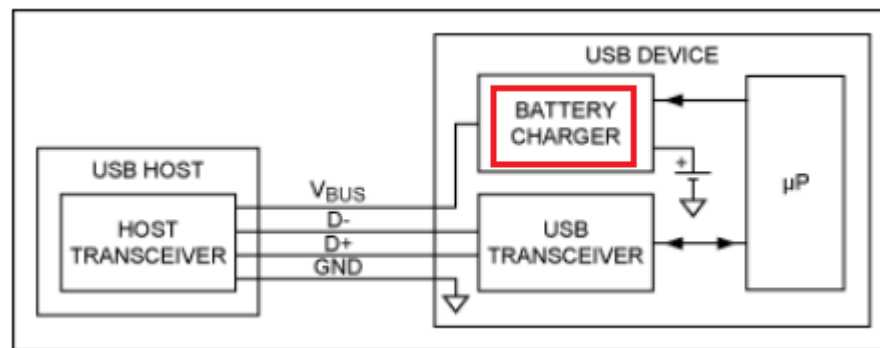 USB DEVICE
BATTERY
CHARGER
USB HOST
VBUS
D-
D+
GND
HOST
TRANSCEIVER
USB
TRANSCEIVER
+
µP